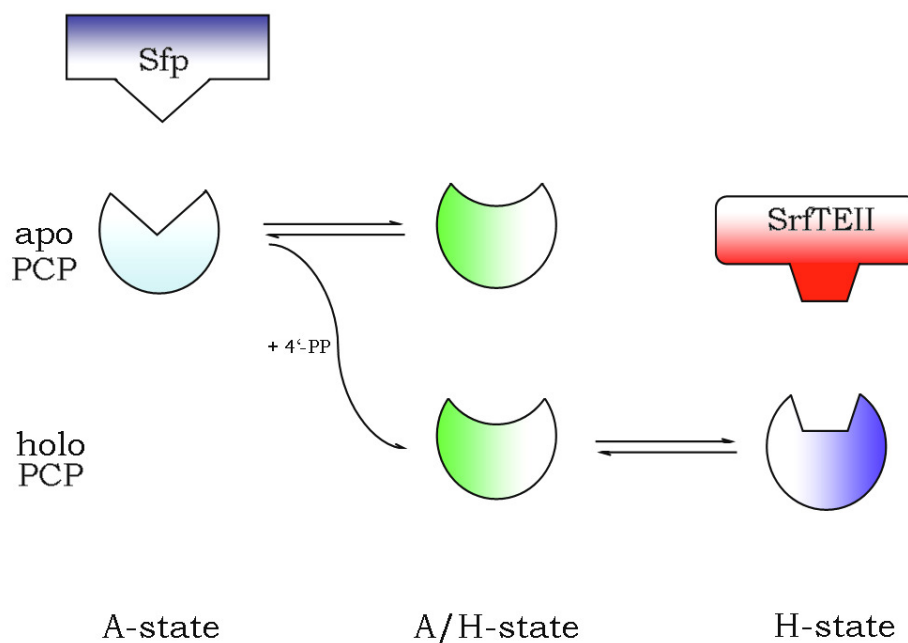 Sfp
apo
PCP
SrfTEII
+ 4‘-PP
holo
PCP
A-state
A/H-state
H-state